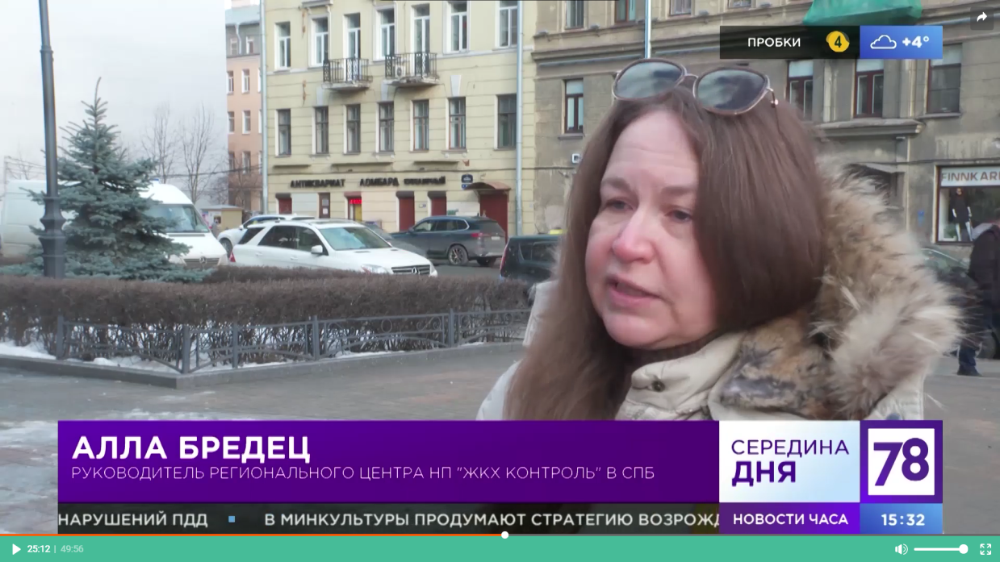 ПРОБКИ 4 +4°
АНТИКВАРИАТ ЛОМБАРД
FINNKAR
АЛЛА БРЕДЕЦ
РУКОВОДИТЕЛЬ РЕГИОНАЛЬНОГО ЦЕНТРА НП "ЖКХ КОНТРОЛЬ" В СПБ
СЕРЕДИНА
ДНЯ
78
НАРУШЕНИЙ ПДД ▪ В МИНКУЛЬТУРЫ ПРОДУМАЮТ СТРАТЕГИЮ ВОЗРОЖД
НОВОСТИ ЧАСА 15:32
25:12 | 49:56